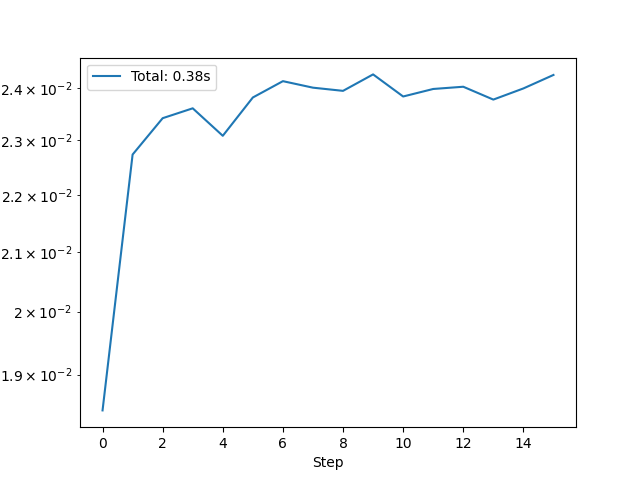 Total: 0.38s
2.4 × 10⁻²
2.3 × 10⁻²
2.2 × 10⁻²
2.1 × 10⁻²
2 × 10⁻²
1.9 × 10⁻²
0 2 4 6 8 10 12 14
Step